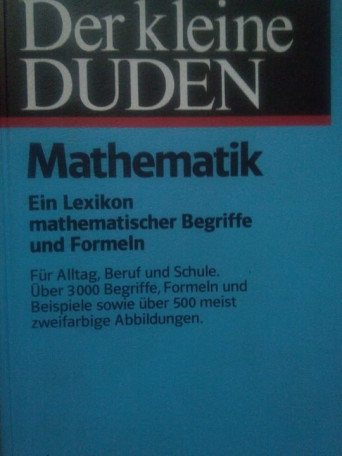 Der kleine
DUDEN
Mathematik
Ein Lexikon
mathematischer Begriffe
und Formeln
Für Alltag, Beruf und Schule.
Über 3000 Begriffe, Formeln und
Beispiele sowie über 500 meist
zweifarbige Abbildungen.